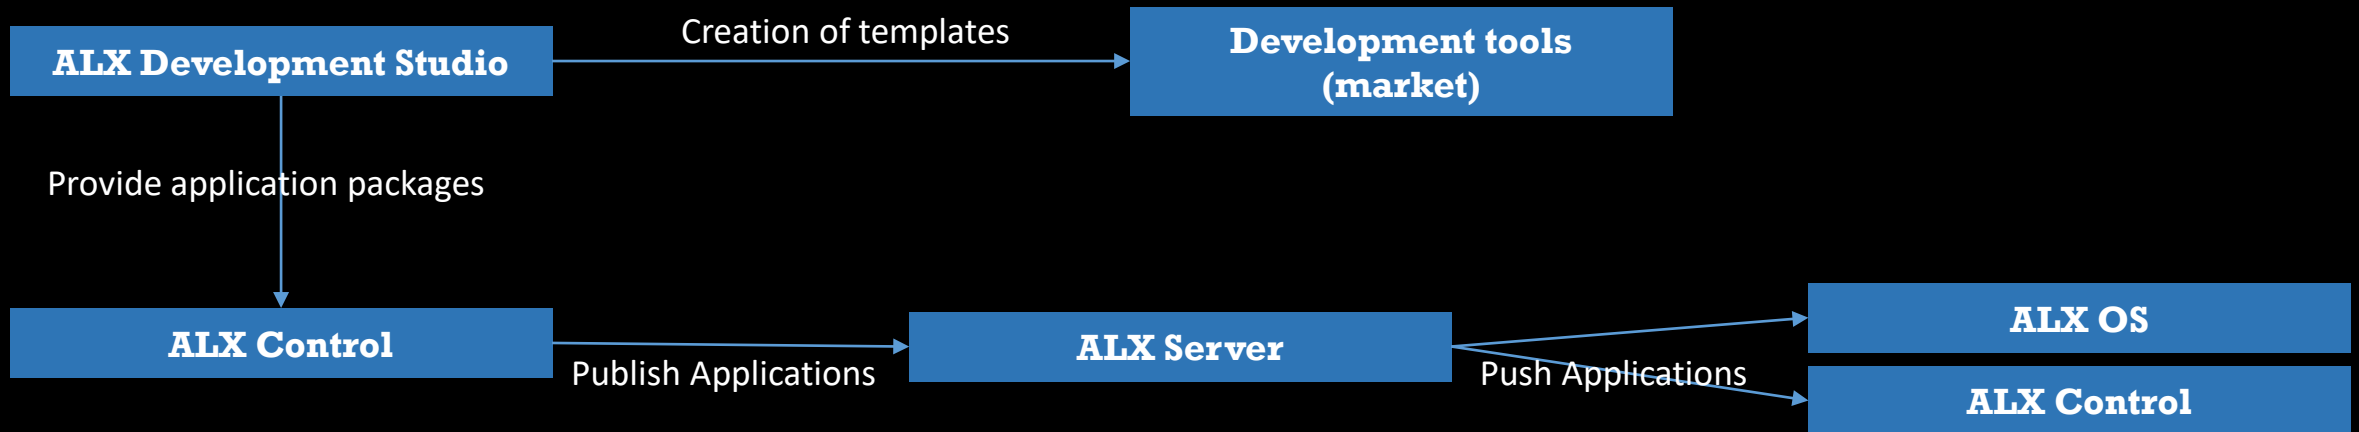 ALX Development Studio
Creation of templates
Development tools
(market)
Provide application packages
ALX Control
Publish Applications
ALX Server
Push Applications
ALX OS
ALX Control